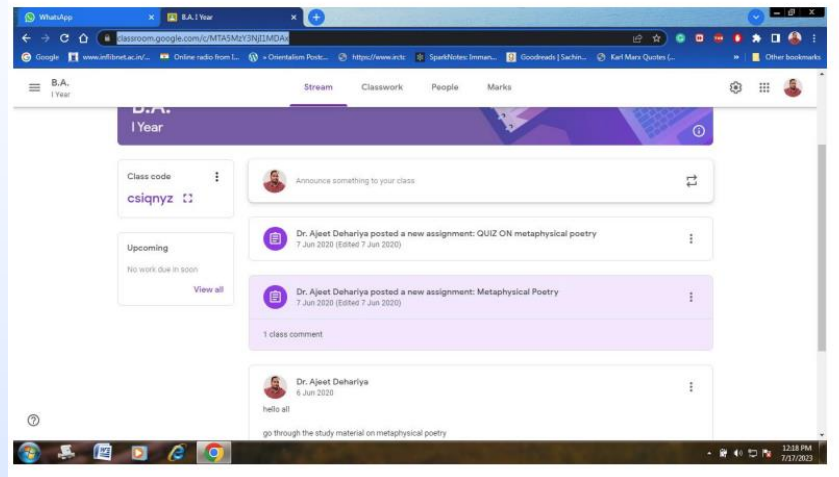 WhatsApp
B.A. I Year
classroom.google.com/c/MTA5MzY3NjI1MDAx
Google
www.inflibnet.ac.in/...
Online radio from I...
» Orientalism Postc...
https://www.irctc
SparkNotes: Imman...
Goodreads | Sachin...
Karl Marx Quotes (...
Other bookmarks
B.A.
I Year
Stream
Classwork
People
Marks
B.A.
I Year
Class code
csiqnyz
Announce something to your class
Upcoming
No work due in soon
View all
Dr. Ajeet Dehariya posted a new assignment: QUIZ ON metaphysical poetry
7 Jun 2020 (Edited 7 Jun 2020)
Dr. Ajeet Dehariya posted a new assignment: Metaphysical Poetry
7 Jun 2020 (Edited 7 Jun 2020)
1 class comment
Dr. Ajeet Dehariya
6 Jun 2020
hello all
go through the study material on metaphysical poetry
12:18 PM
7/17/2023